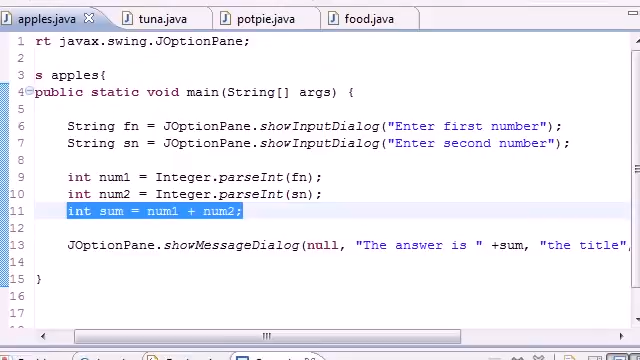 apples.java tuna.java potpie.java food.java
1 rt javax.swing.JOptionPane;
2
3 s apples{
4 public static void main(String[] args) {
5
6 String fn = JOptionPane.showInputDialog("Enter first number");
7 String sn = JOptionPane.showInputDialog("Enter second number");
8
9 int num1 = Integer.parseInt(fn);
10 int num2 = Integer.parseInt(sn);
11 int sum = num1 + num2;
12
13 JOptionPane.showMessageDialog(null, "The answer is " +sum, "the title",
14
15 }
16
17